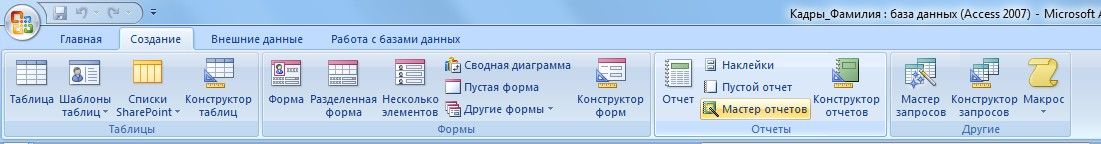 Кадры_Фамилия : база данных (Access 2007) - Microsoft A
Главная Создание Внешние данные Работа с базами данных
Таблица
Шаблоны таблиц
Списки SharePoint
Конструктор таблиц
Таблицы
Форма
Разделенная форма
Несколько элементов
Сводная диаграмма
Пустая форма
Другие формы
Конструктор форм
Формы
Отчет
Наклейки
Пустой отчет
Мастер отчетов
Конструктор отчетов
Отчеты
Мастер запросов
Конструктор запросов
Макрос
Другие